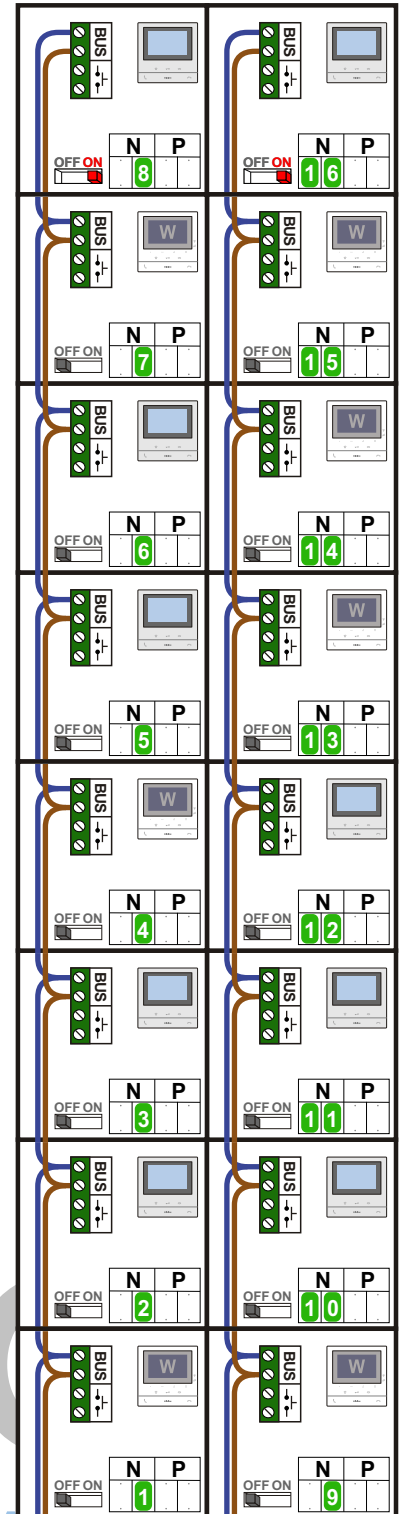 BUS BUS
N P N P
OFF ON OFF ON
8 16
BUS W BUS W
N P N P
OFF ON OFF ON
7 15
BUS BUS W
N P N P
OFF ON OFF ON
6 14
BUS BUS W
N P N P
OFF ON OFF ON
5 13
BUS W BUS
N P N P
OFF ON OFF ON
4 12
BUS BUS
N P N P
OFF ON OFF ON
3 11
BUS BUS
N P N P
OFF ON OFF ON
2 10
BUS W BUS W
N P N P
OFF ON OFF ON
1 9